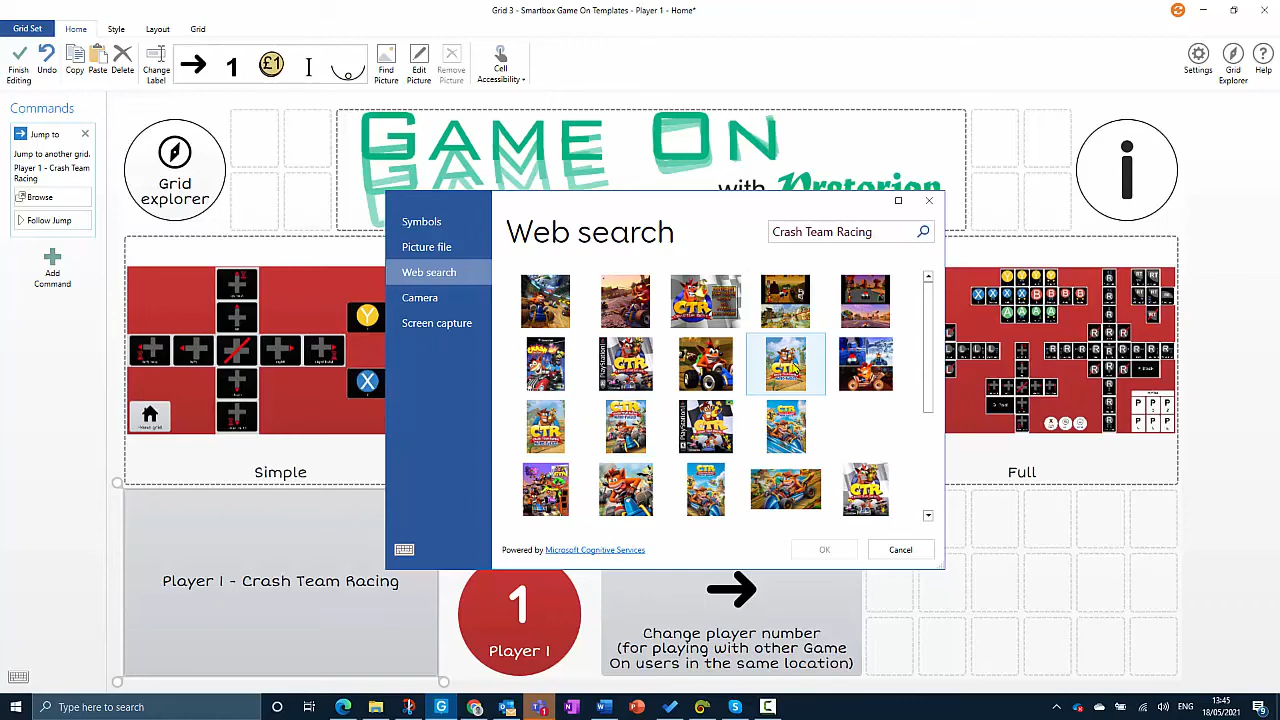 Grid 3 - Smartbox Game On Templates - Player 1 - Home*
Grid Set
Home
Style
Layout
Grid
Finish Editing
Undo
Copy
Paste
Delete
Change Label
1
£1
Find Picture
Edit Picture
Remove Picture
Cell Accessibility
Settings
Grid Explorer
Help
Commands
Jump to
Jump to another grid.
Player 1 - Crash Team
Racing
Browse
Follow Jump
Add
Command
Grid
explorer
GAME ON
with Pretorian
i
Symbols
Picture file
Web search
Camera
Screen capture
Web search
Crash Team Racing
Powered by Microsoft Cognitive Services
OK
Cancel
Y
X
Simple
Full
Player 1 - Crash Team Racing
1
Player 1
Change player number
(for playing with other Game
On users in the same location)
Type here to search
13:45
18/05/2021